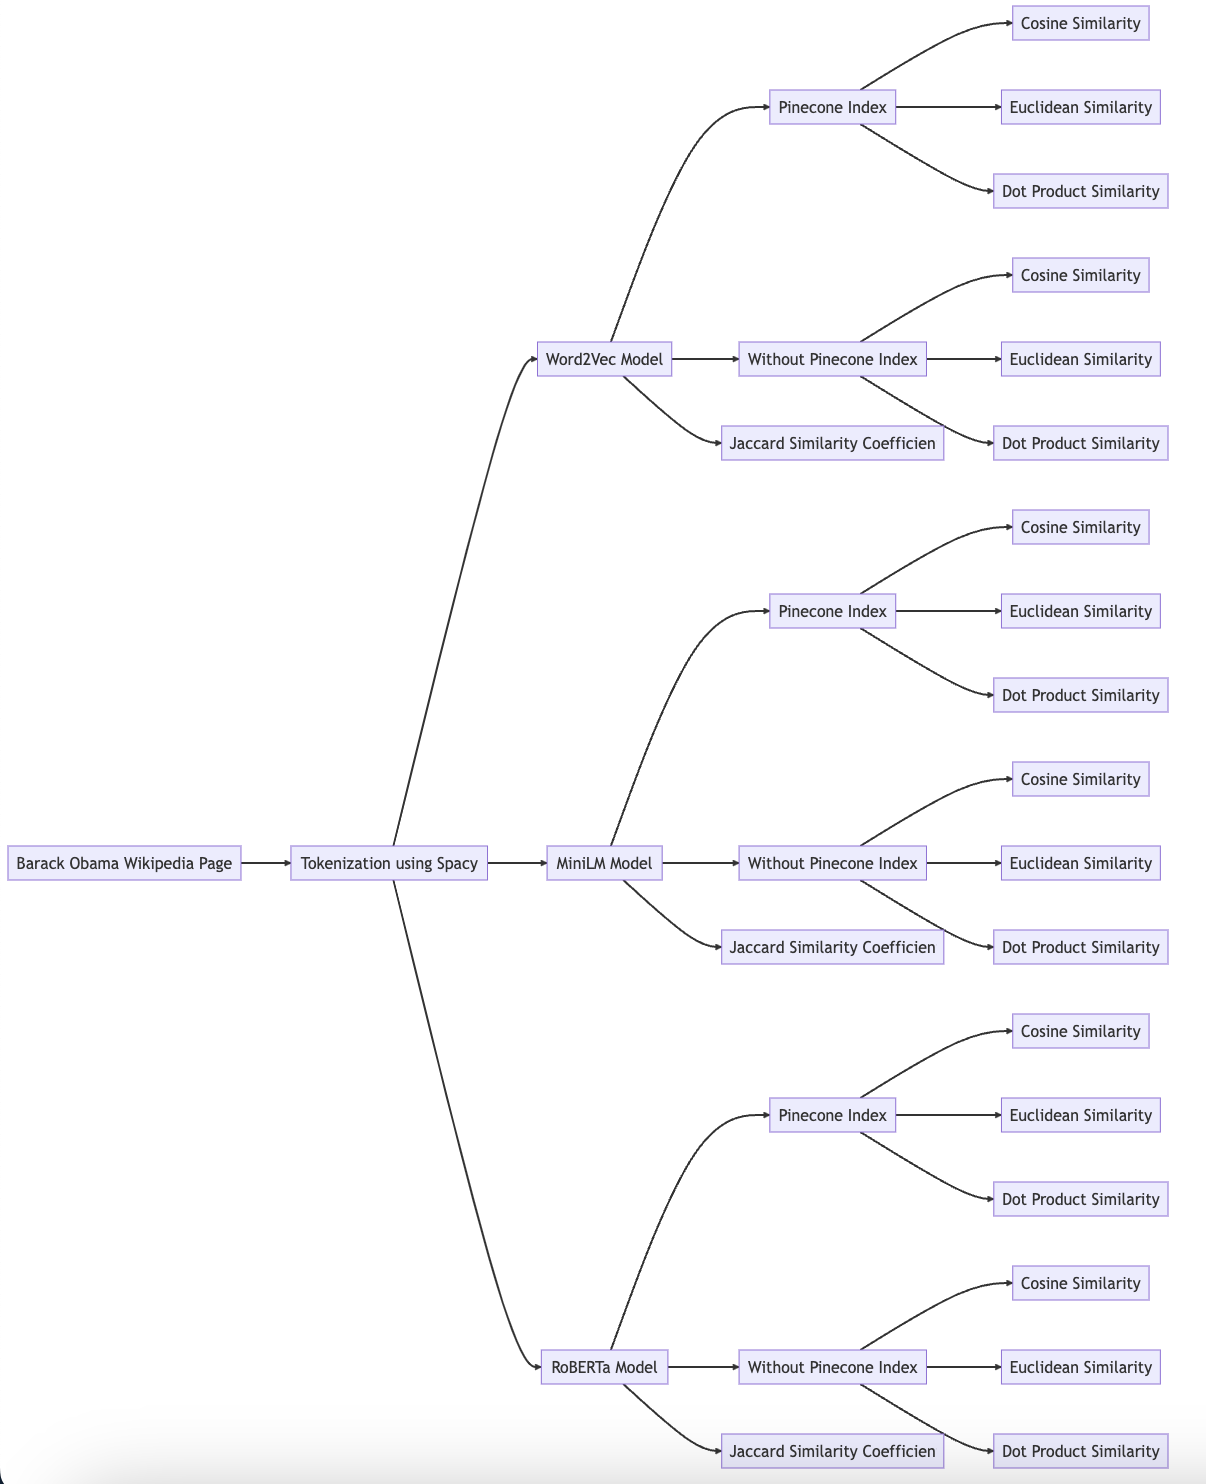 Cosine Similarity
Pinecone Index
Euclidean Similarity
Dot Product Similarity
Cosine Similarity
Word2Vec Model
Without Pinecone Index
Euclidean Similarity
Jaccard Similarity Coefficien
Dot Product Similarity
Cosine Similarity
Pinecone Index
Euclidean Similarity
Dot Product Similarity
Cosine Similarity
Barack Obama Wikipedia Page
Tokenization using Spacy
MiniLM Model
Without Pinecone Index
Euclidean Similarity
Jaccard Similarity Coefficien
Dot Product Similarity
Cosine Similarity
Pinecone Index
Euclidean Similarity
Dot Product Similarity
Cosine Similarity
RoBERTa Model
Without Pinecone Index
Euclidean Similarity
Jaccard Similarity Coefficien
Dot Product Similarity